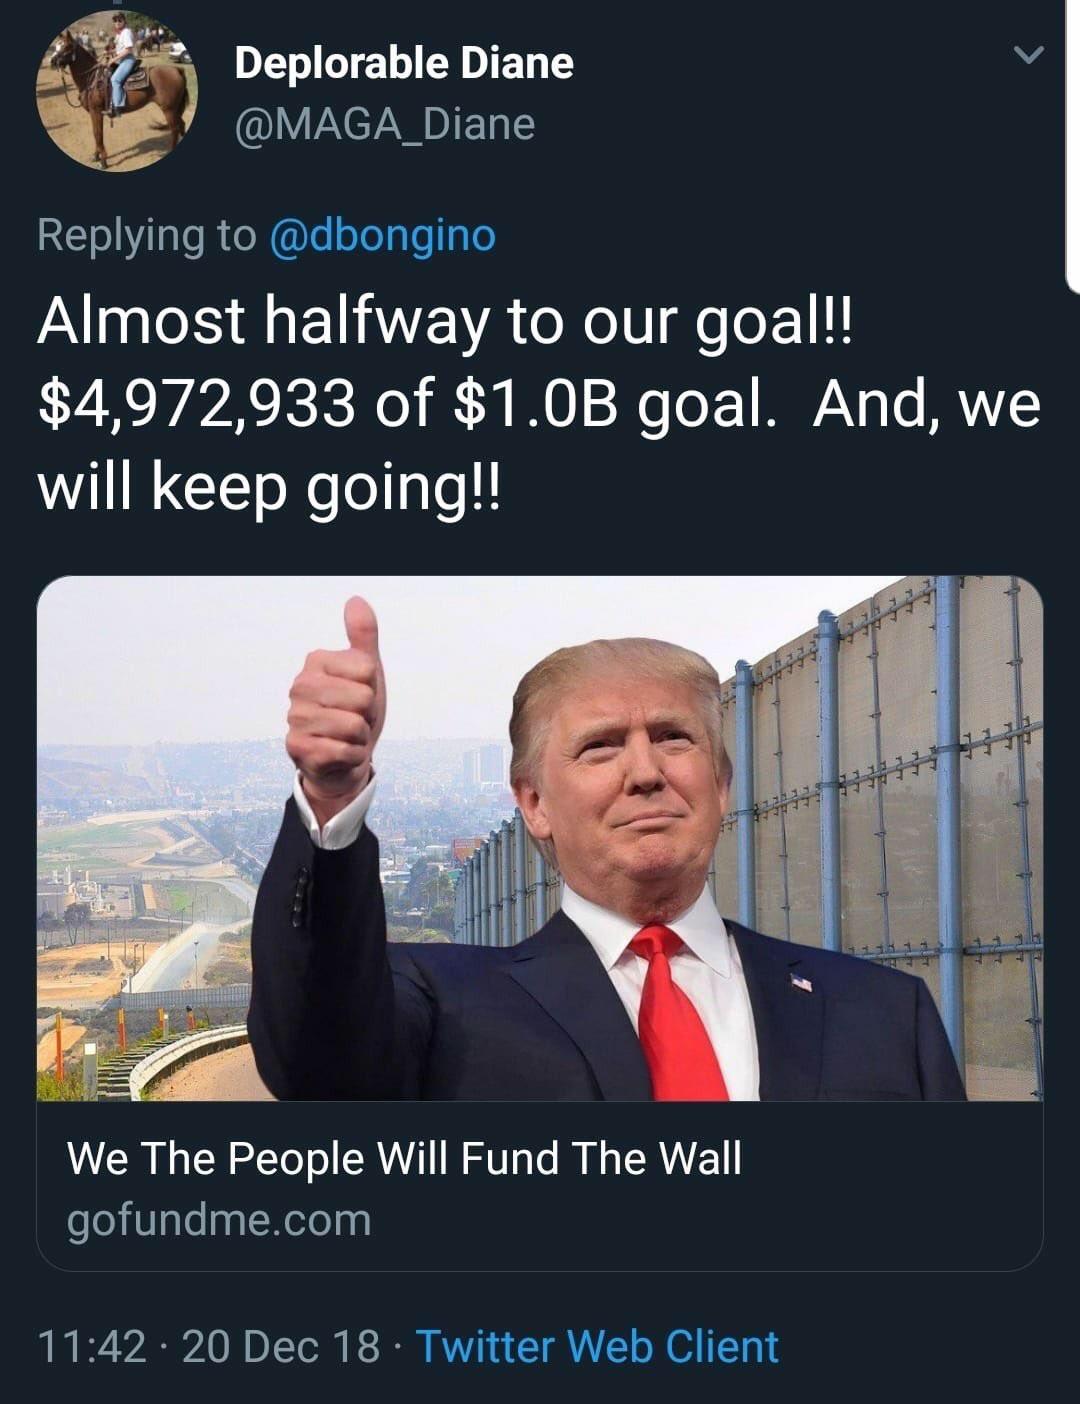 Deplorable Diane
@MAGA_Diane
Replying to @dbongino
Almost halfway to our goal!!
$4,972,933 of $1.0B goal.  And, we
will keep going!!
We The People Will Fund The Wall
gofundme.com
11:42 · 20 Dec 18 · Twitter Web Client